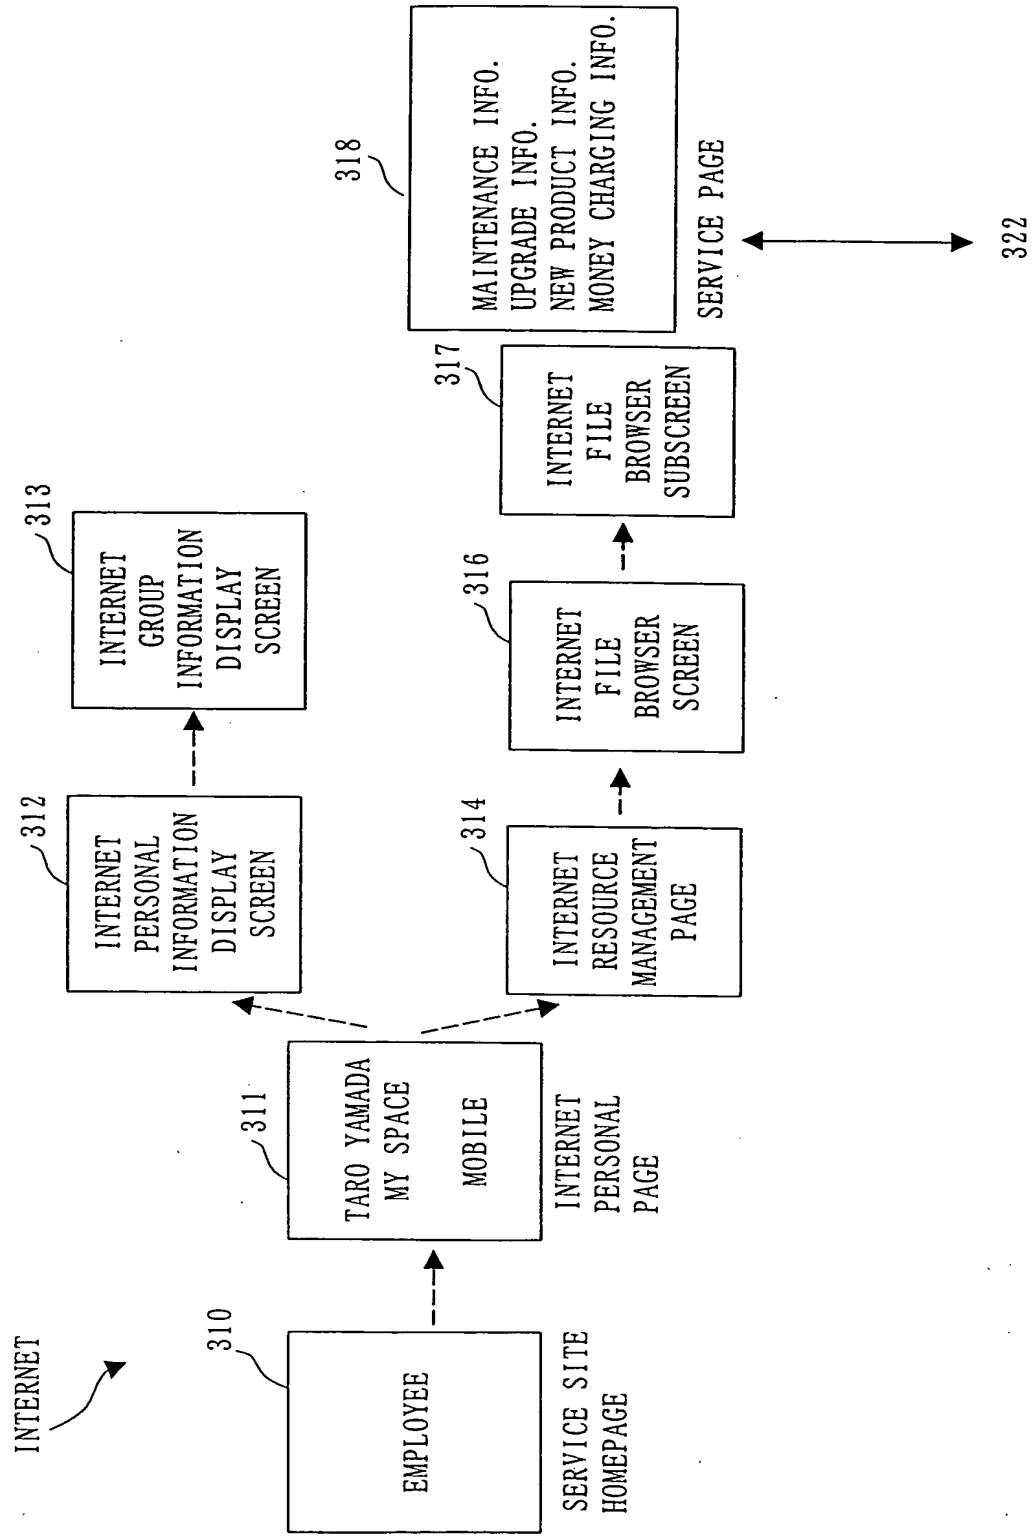 INTERNET
310
EMPLOYEE
SERVICE SITE
HOMEPAGE
311
TARO YAMADA
MY SPACE
MOBILE
INTERNET
PERSONAL
PAGE
312
INTERNET
PERSONAL
INFORMATION
DISPLAY
SCREEN
313
INTERNET
GROUP
INFORMATION
DISPLAY
SCREEN
314
INTERNET
RESOURCE
MANAGEMENT
PAGE
316
INTERNET
FILE
BROWSER
SCREEN
317
INTERNET
FILE
BROWSER
SUBSCREEN
318
MAINTENANCE INFO.
UPGRADE INFO.
NEW PRODUCT INFO.
MONEY CHARGING INFO.
SERVICE PAGE
322